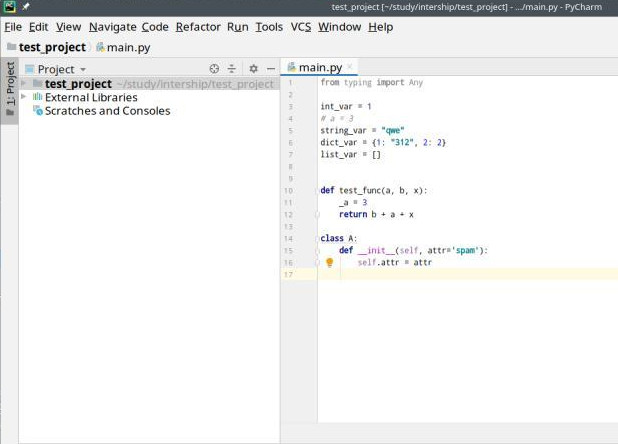 test_project [~/study/intership/test_project] - .../main.py - PyCharm
File Edit View Navigate Code Refactor Run Tools VCS Window Help
test_project main.py
1: Project
Project
test_project ~/study/intership/test_project
External Libraries
Scratches and Consoles
main.py
1 from typing import Any
2
3 int_var = 1
4 # a = 3
5 string_var = "qwe"
6 dict_var = {1: "312", 2: 2}
7 list_var = []
8
9
10 def test_func(a, b, x):
11 _a = 3
12 return b + a + x
13
14 class A:
15 def __init__(self, attr='spam'):
16 self.attr = attr
17